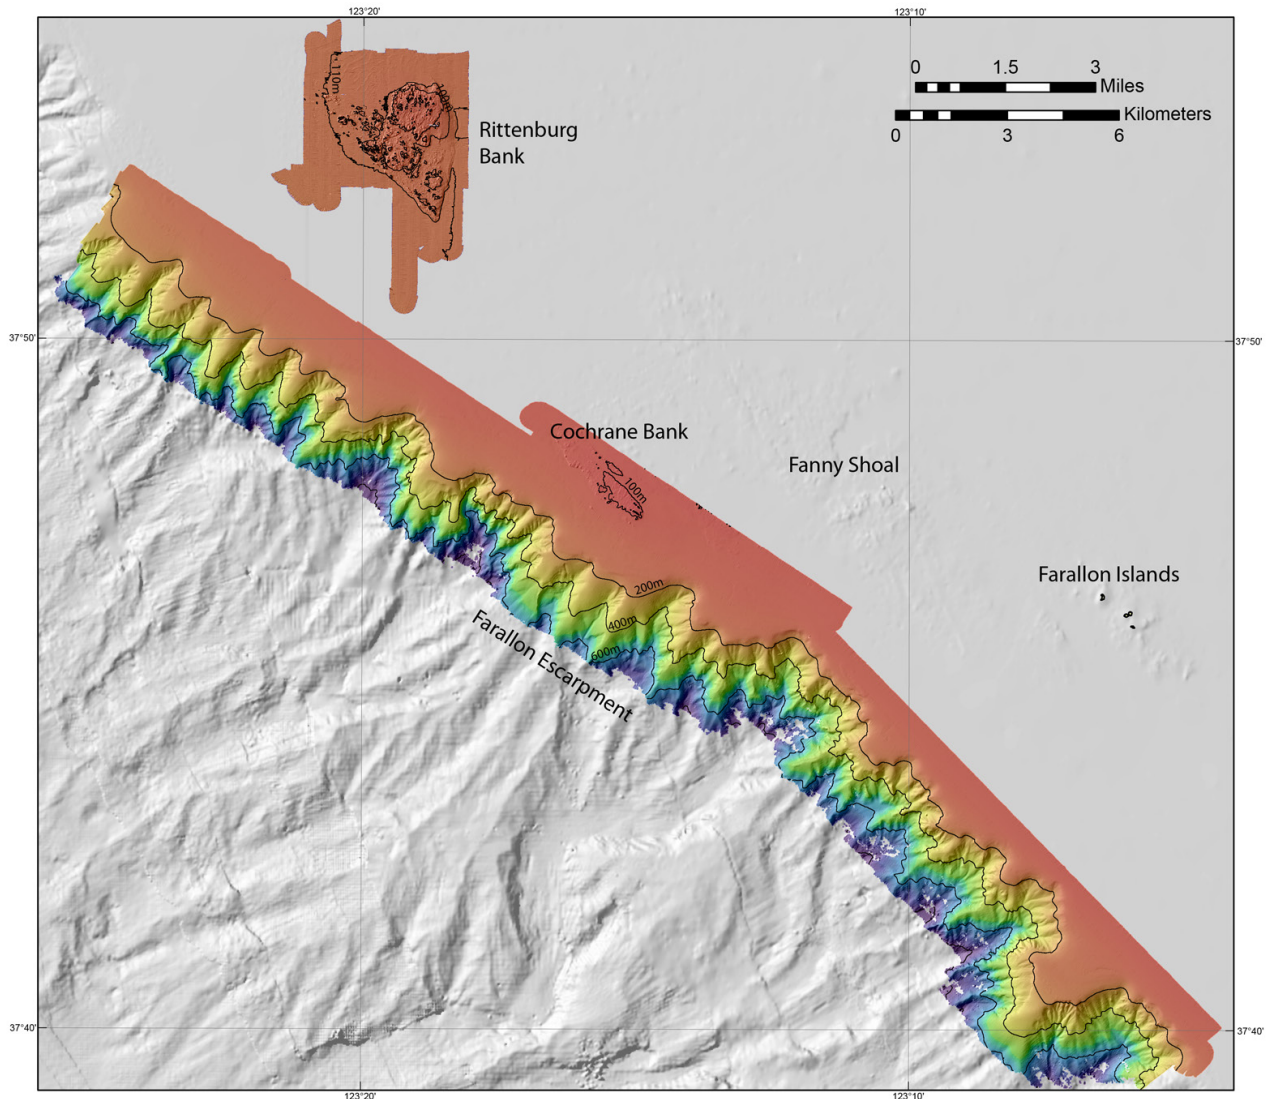 123°20'
123°10'
0 1.5 3
Miles
Kilometers
0 3 6
110m
Rittenburg
Bank
37°50'
37°50'
Cochrane Bank
100m
Fanny Shoal
Farallon Islands
200m
400m
600m
Farallon Escarpment
37°40'
37°40'
123°20'
123°10'